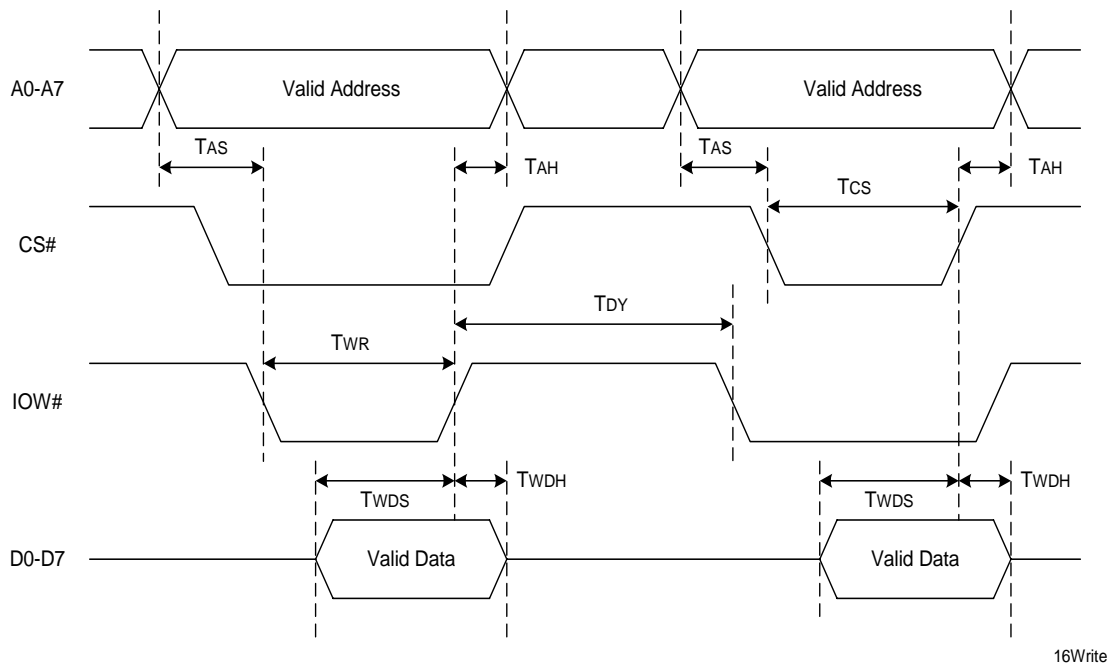 A0-A7
Valid Address
Valid Address
TAS
TAH
TAS
TAH
TCS
CS#
TDY
TWR
IOW#
TWDS
TWDH
TWDS
TWDH
D0-D7
Valid Data
Valid Data
16Write